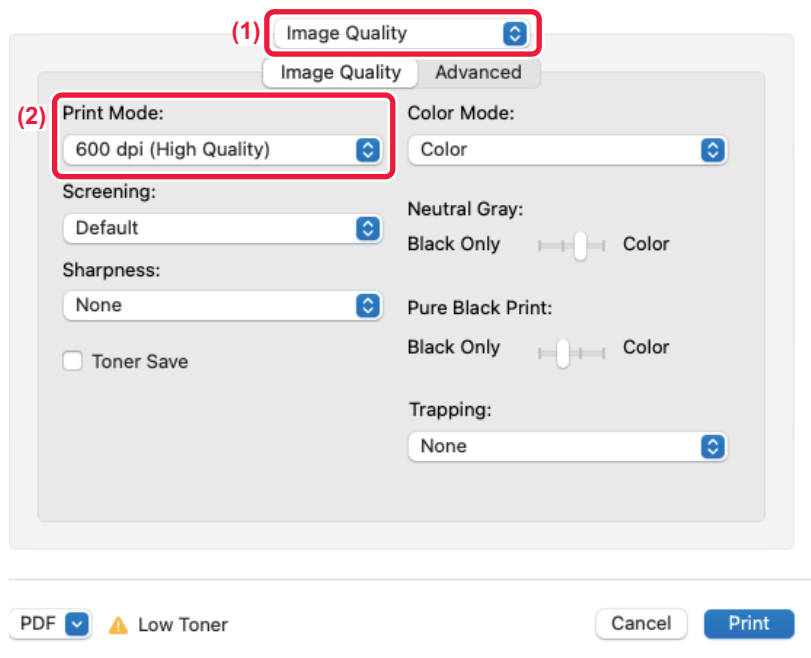 (1)
Image Quality
Image Quality Advanced
(2)
Print Mode:
600 dpi (High Quality)
Screening:
Default
Sharpness:
None
Toner Save
Color Mode:
Color
Neutral Gray:
Black Only Color
Pure Black Print:
Black Only Color
Trapping:
None
PDF Low Toner Cancel Print